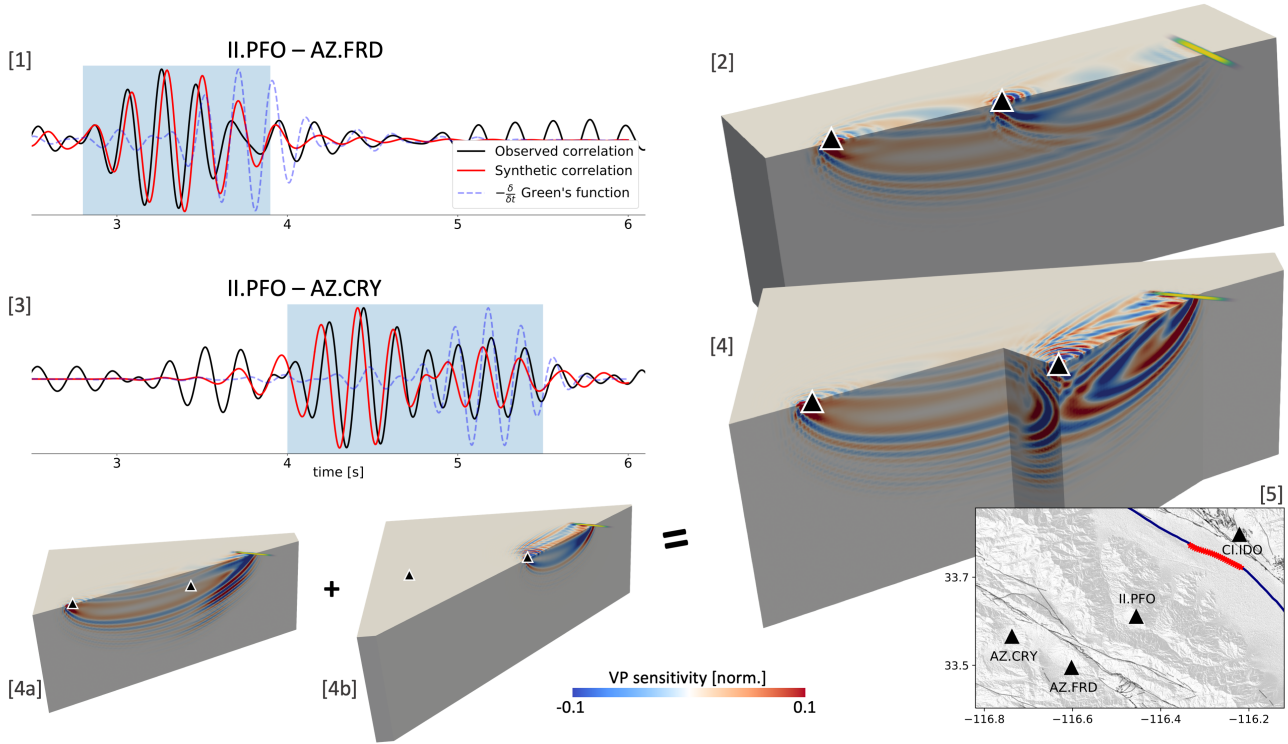 [1]
II.PFO – AZ.FRD
Observed correlation
Synthetic correlation
-δ/δt Green's function
3 4 5 6
[2]
[3]
II.PFO – AZ.CRY
3 4 5 6
time [s]
[4]
=
[4a]
+
[4b]
VP sensitivity [norm.]
-0.1 0.1
[5]
CI.IDO
33.7
II.PFO
AZ.CRY
33.5
AZ.FRD
−116.8 −116.6 −116.4 −116.2